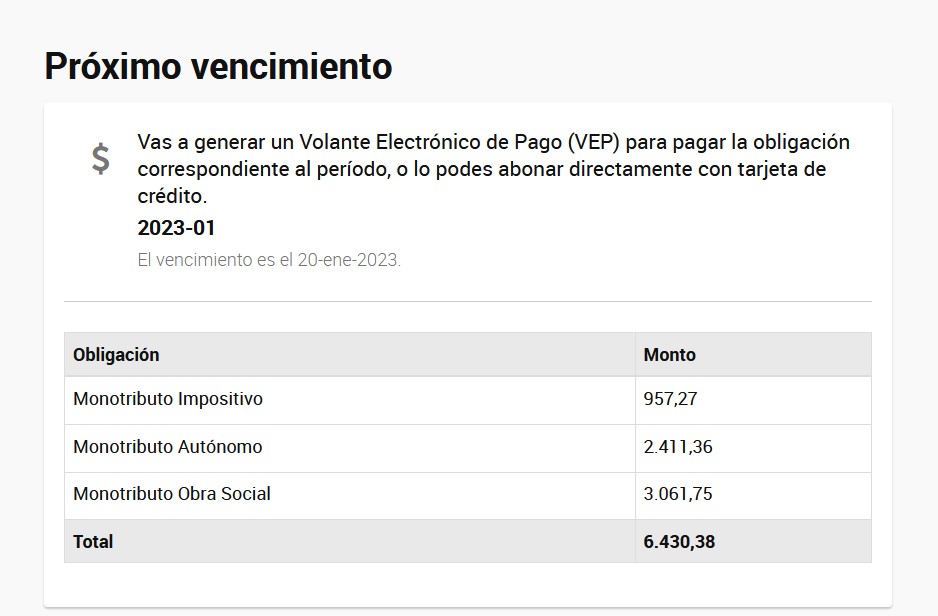 Próximo vencimiento
$
Vas a generar un Volante Electrónico de Pago (VEP) para pagar la obligación
correspondiente al período, o lo podes abonar directamente con tarjeta de
crédito.
2023-01
El vencimiento es el 20-ene-2023.
Obligación Monto
Monotributo Impositivo 957,27
Monotributo Autónomo 2.411,36
Monotributo Obra Social 3.061,75
Total 6.430,38